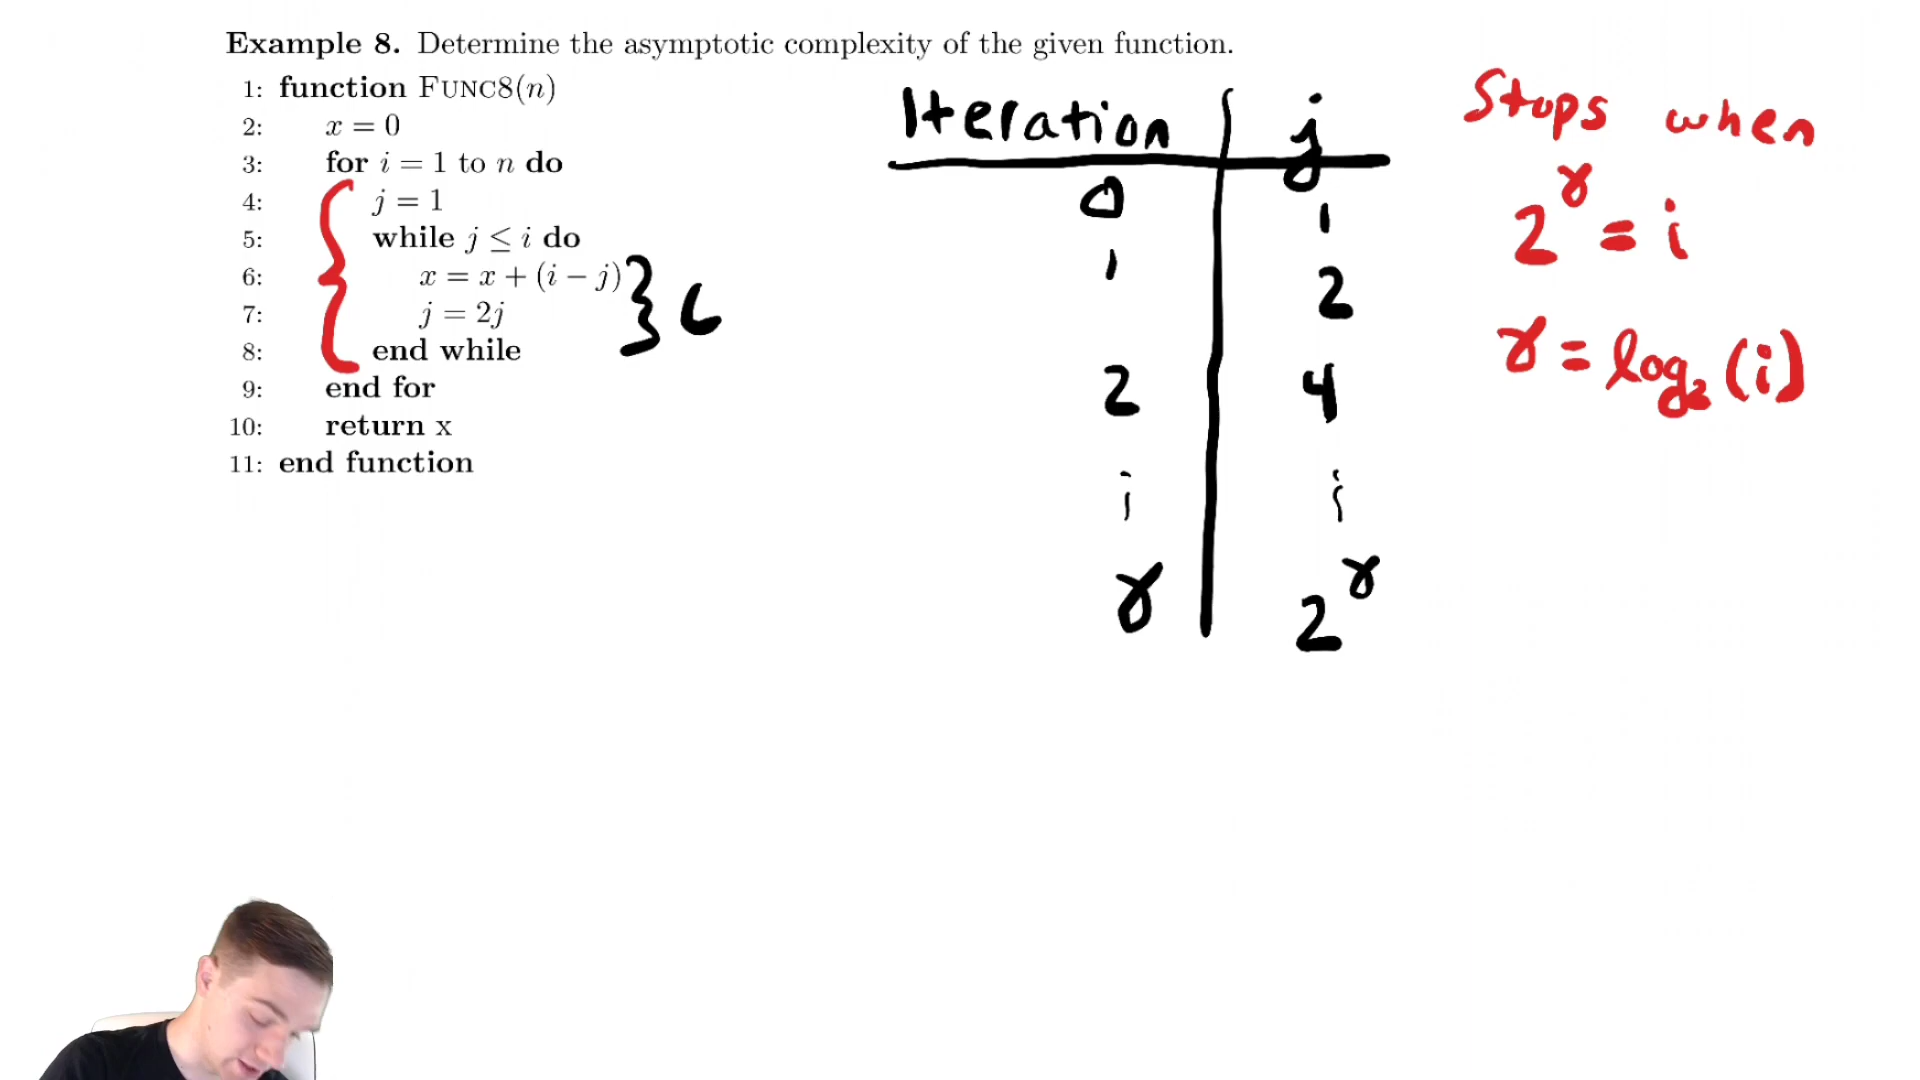 Example 8. Determine the asymptotic complexity of the given function.
1: function FUNC8(n)
2: x = 0
3: for i = 1 to n do
4: j = 1
5: while j ≤ i do
6: x = x + (i − j)
7: j = 2j
8: end while
9: end for
10: return x
11: end function
} c
Iteration | j
0 | 1
1 | 2
2 | 4
⋮ | ⋮
γ | 2^γ
Stops when
2^γ = i
γ = log₂(i)